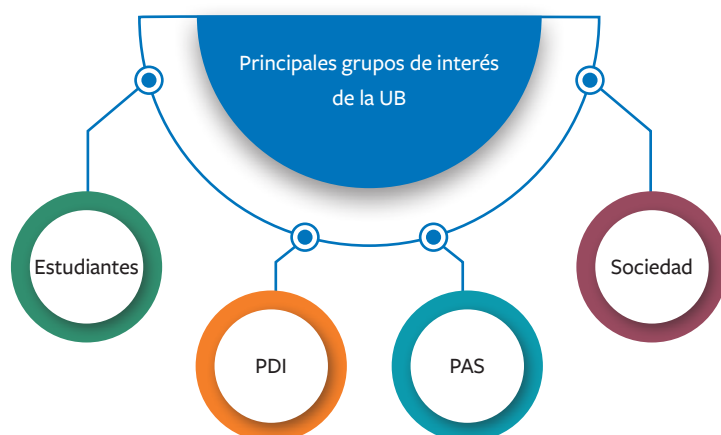 Principales grupos de interés
de la UB
Estudiantes
Sociedad
PDI
PAS